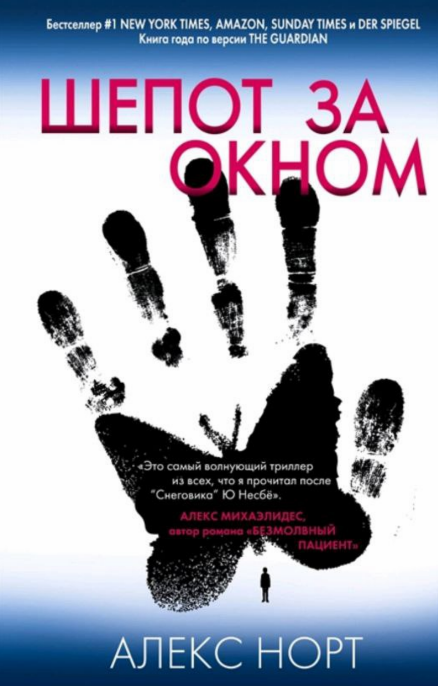 Бестселлер #1 NEW YORK TIMES, AMAZON, SUNDAY TIMES и DER SPIEGEL
Книга года по версии THE GUARDIAN
ШЕПОТ ЗА
ОКНОМ
«Это самый волнующий триллер
из всех, что я прочитал после
"Снеговика" Ю Несбё».
АЛЕКС МИХАЭЛИДЕС,
автор романа «БЕЗМОЛВНЫЙ
ПАЦИЕНТ»
АЛЕКС НОРТ